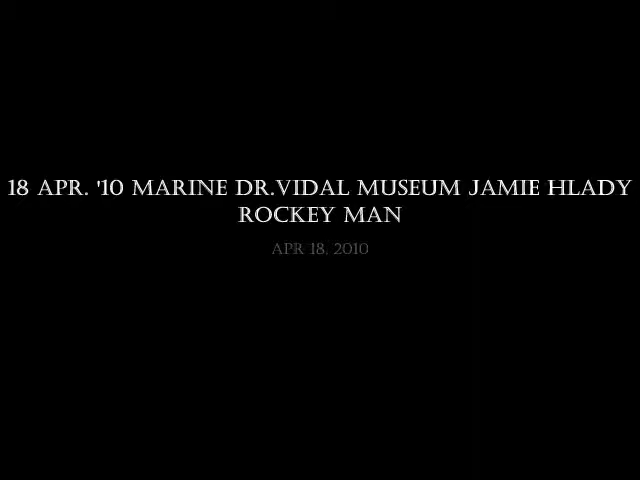 18 APR. '10 MARINE DR.VIDAL MUSEUM JAMIE HLADY
ROCKEY MAN
APR 18, 2010